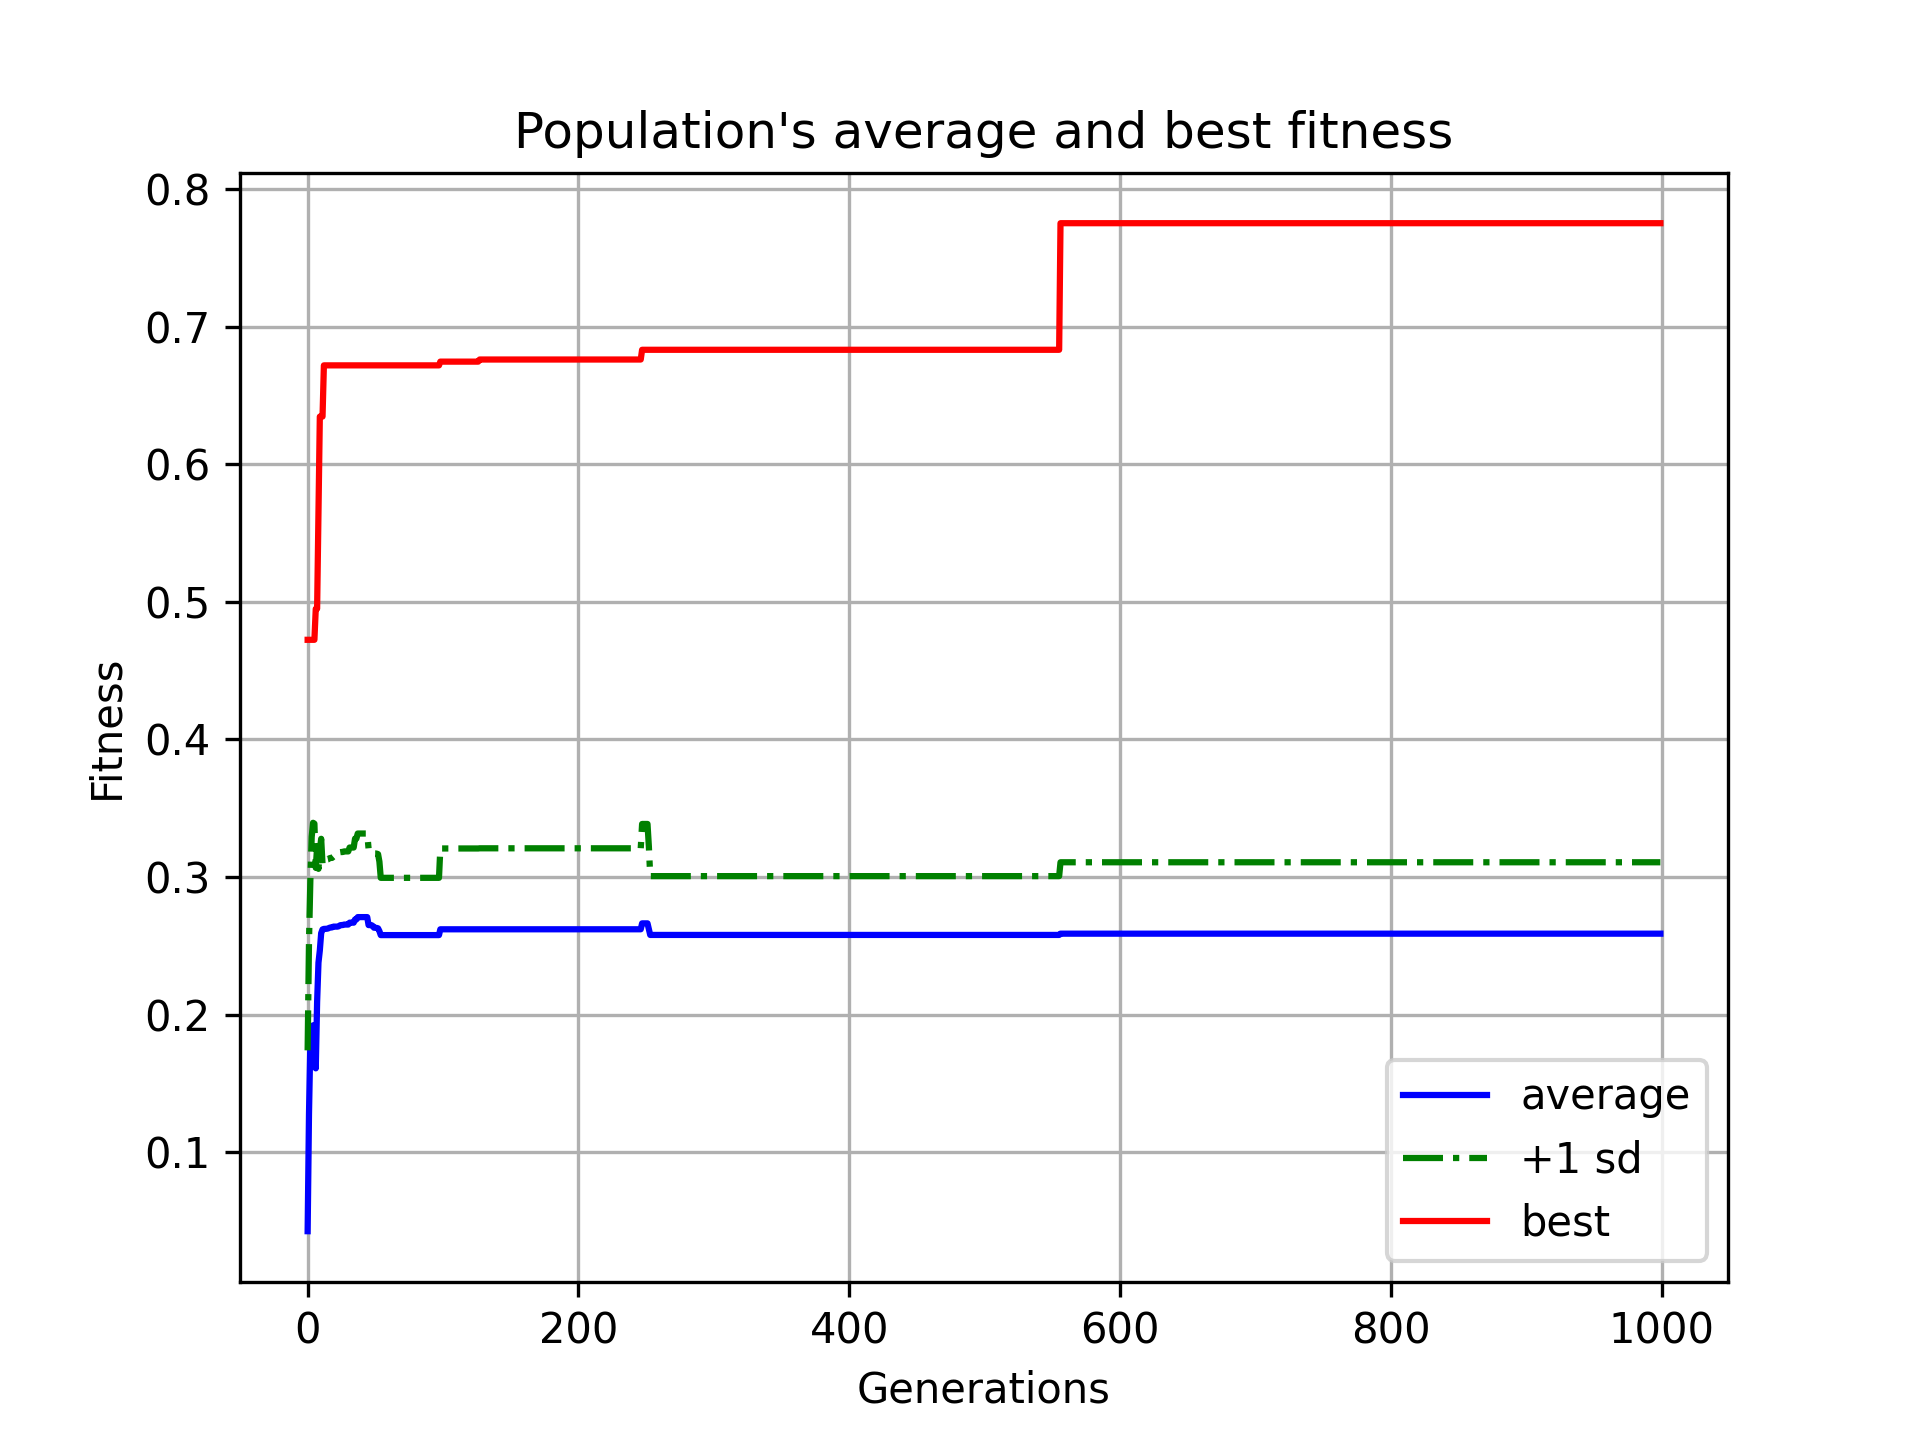 Population's average and best fitness
Fitness
0.8
0.7
0.6
0.5
0.4
0.3
0.2
0.1
average
+1 sd
best
0 200 400 600 800 1000
Generations